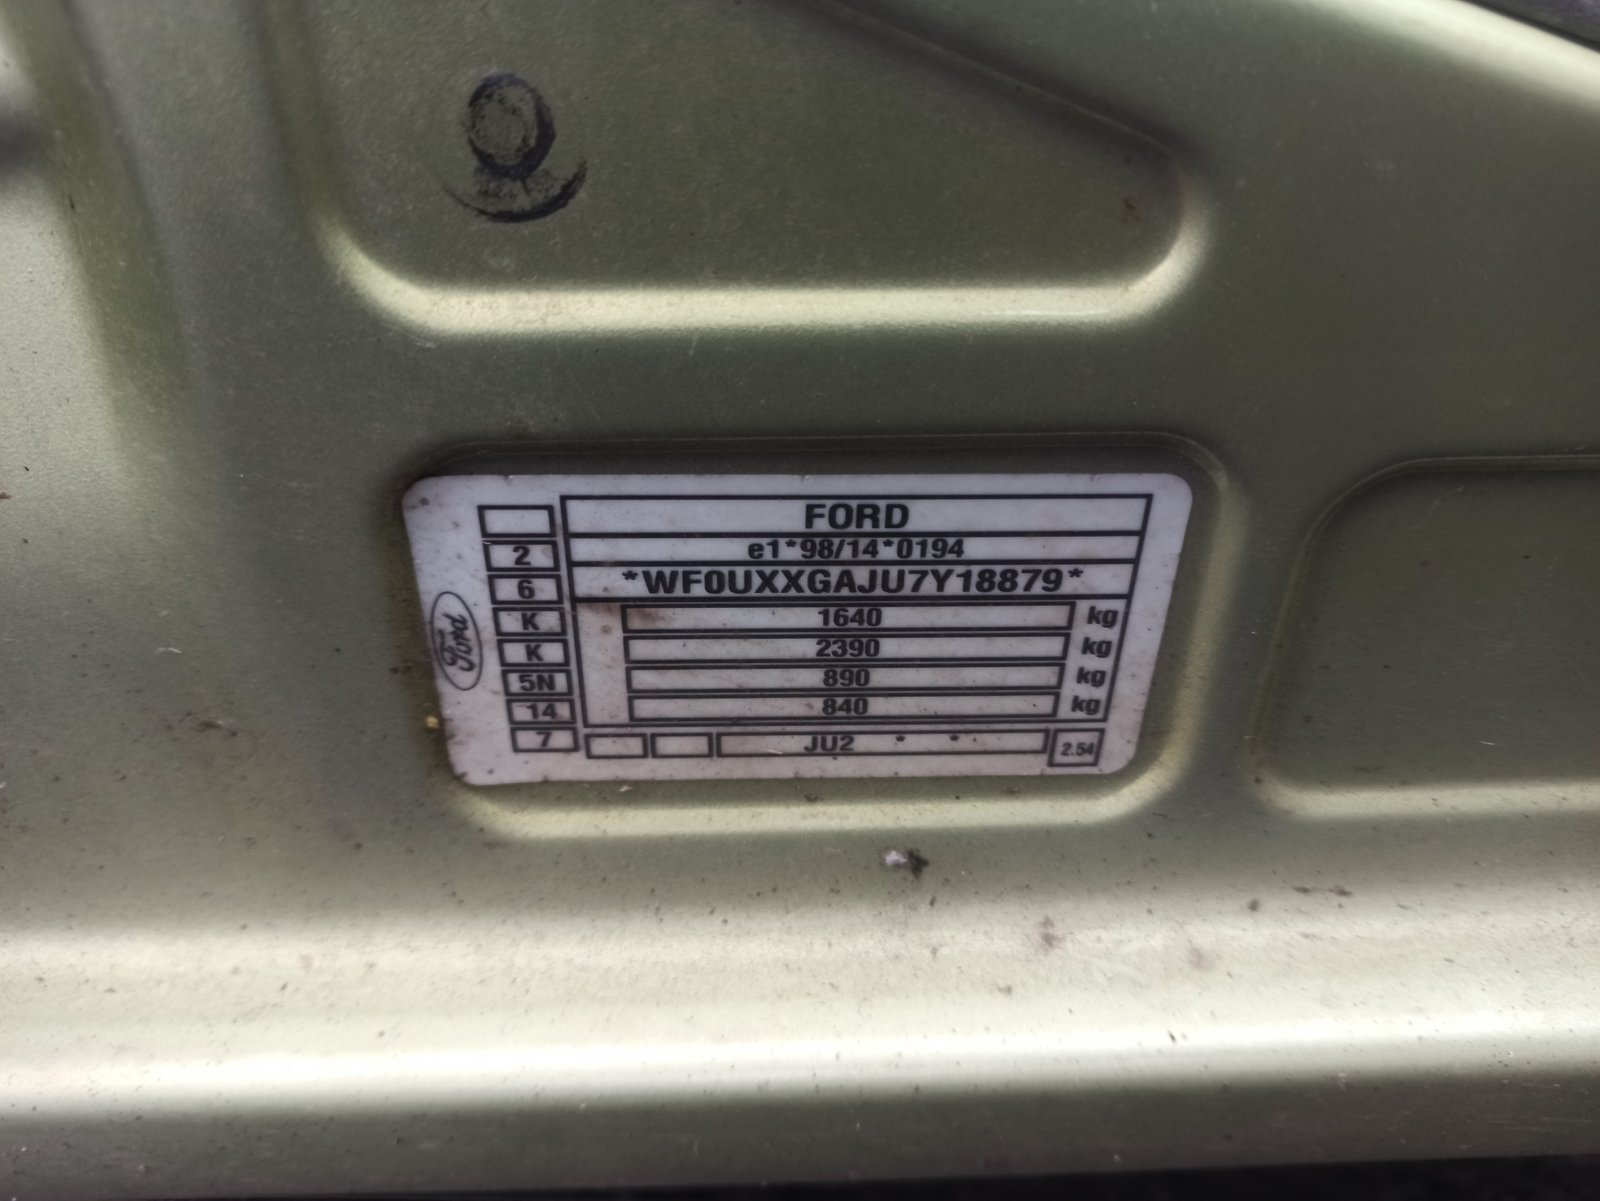 FORD
e1*98/14*0194
*WF0UXXGAJU7Y18879*
1640 kg
2390 kg
890 kg
840 kg
JU2 * * 2.54
2
6
K
K
5N
14
7
Ford